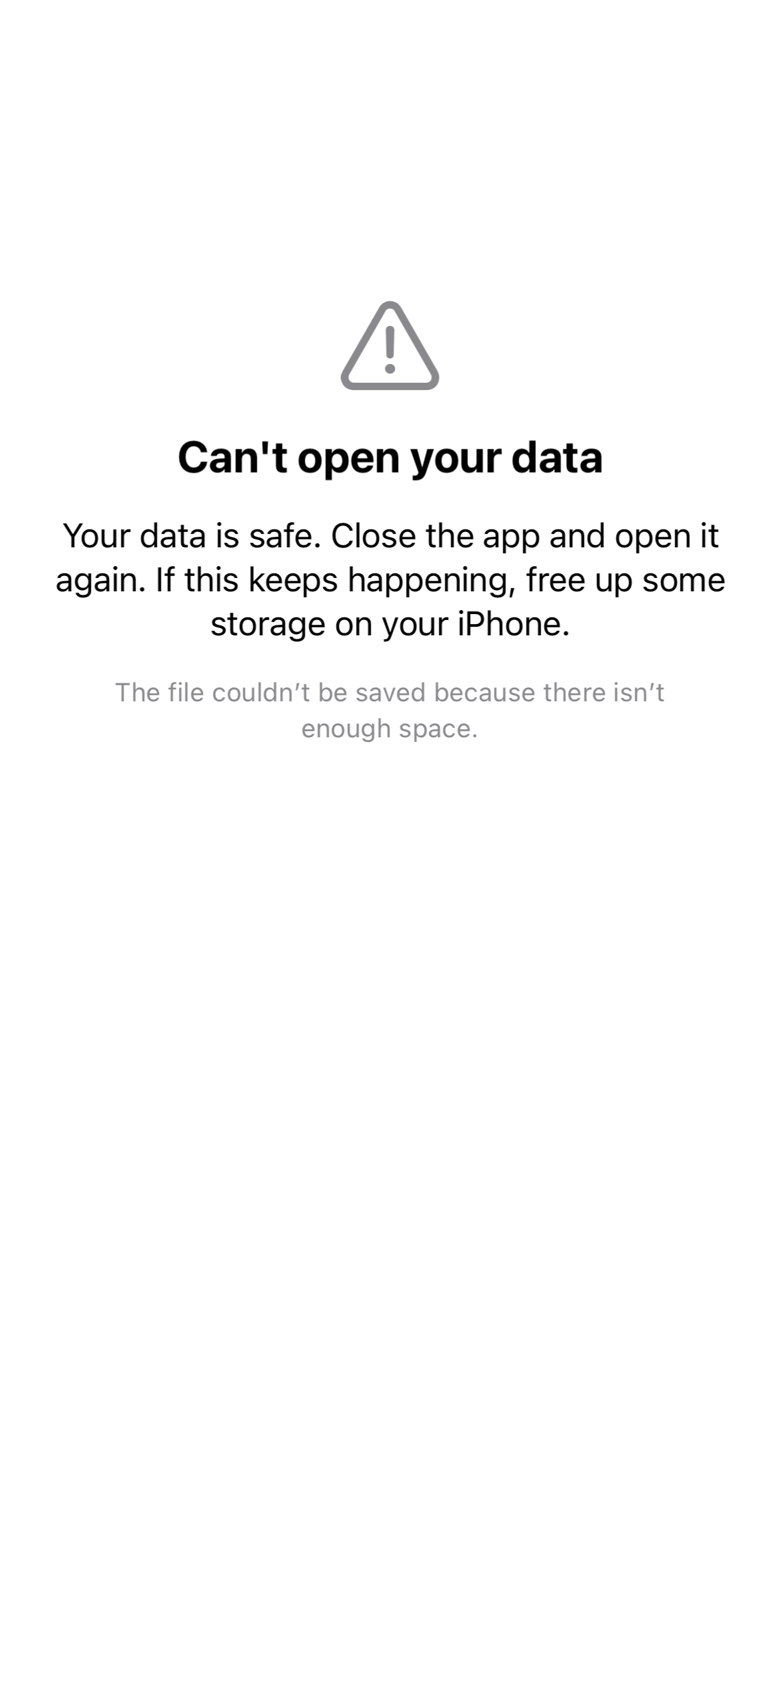 Can't open your data
Your data is safe. Close the app and open it
again. If this keeps happening, free up some
storage on your iPhone.
The file couldn’t be saved because there isn’t
enough space.